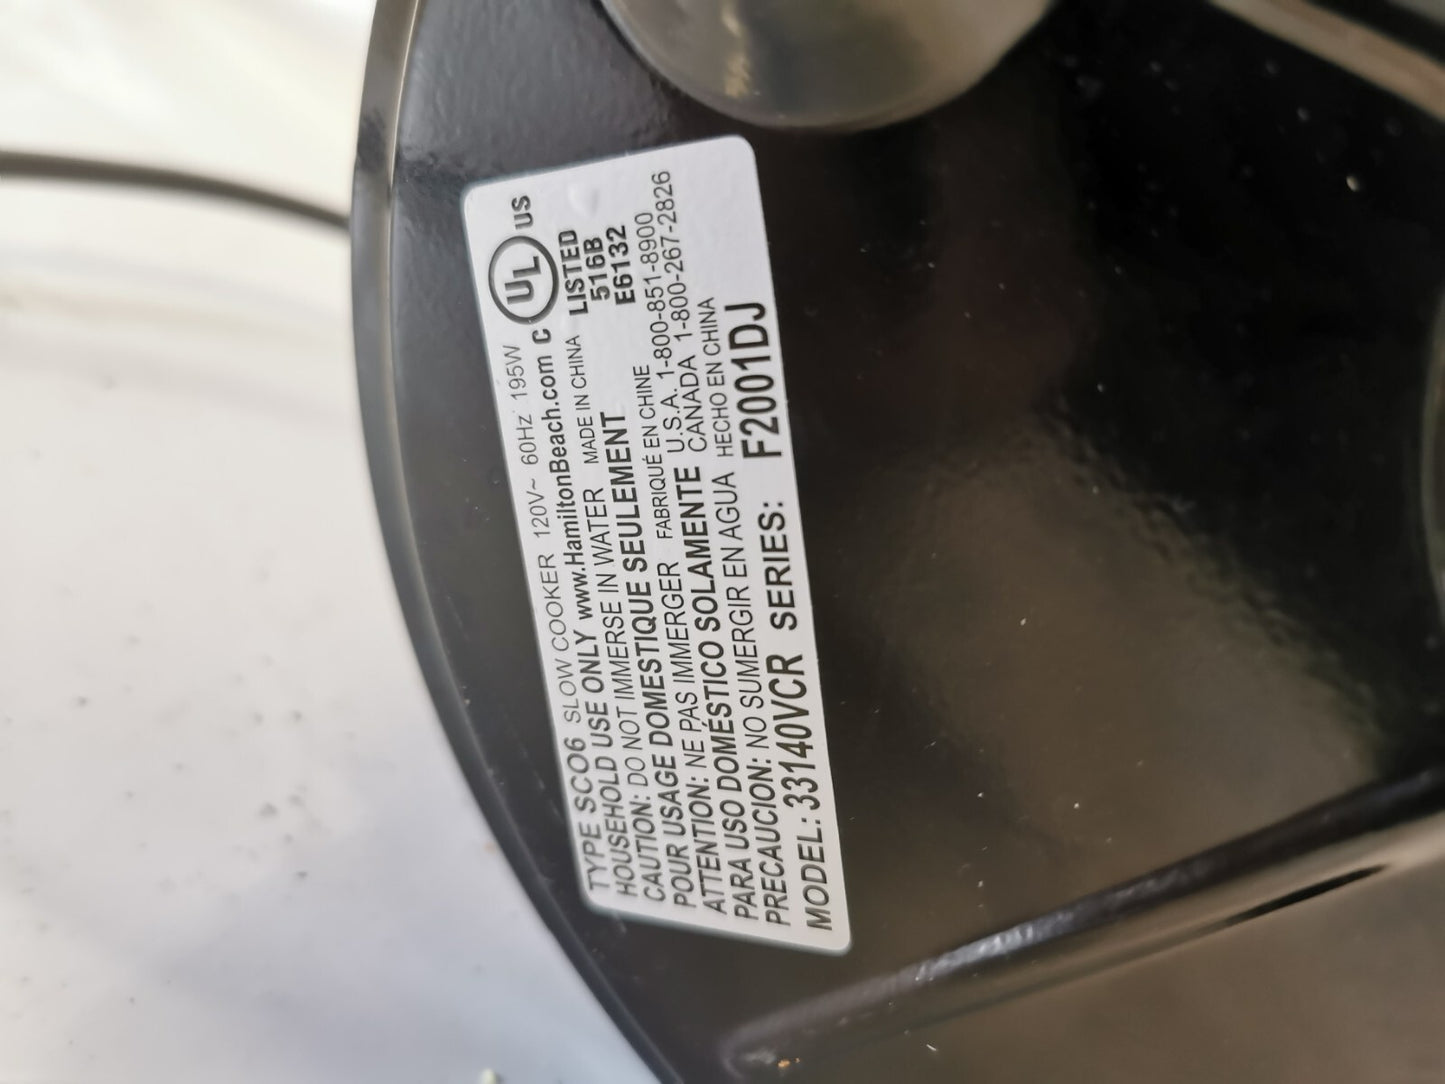 TYPE SC06 SLOW COOKER 120V~ 60Hz 195W
HOUSEHOLD USE ONLY www.HamiltonBeach.com
CAUTION: DO NOT IMMERSE IN WATER MADE IN CHINA
POUR USAGE DOMESTIQUE SEULEMENT
ATTENTION: NE PAS IMMERGER FABRIQUÉ EN CHINE
PARA USO DOMÉSTICO SOLAMENTE
PRECAUCION: NO SUMERGIR EN AGUA HECHO EN CHINA
MODEL: 33140VCR SERIES: F2001DJ
C UL US
LISTED
516B
E6132
U.S.A. 1-800-851-8900
CANADA 1-800-267-2826